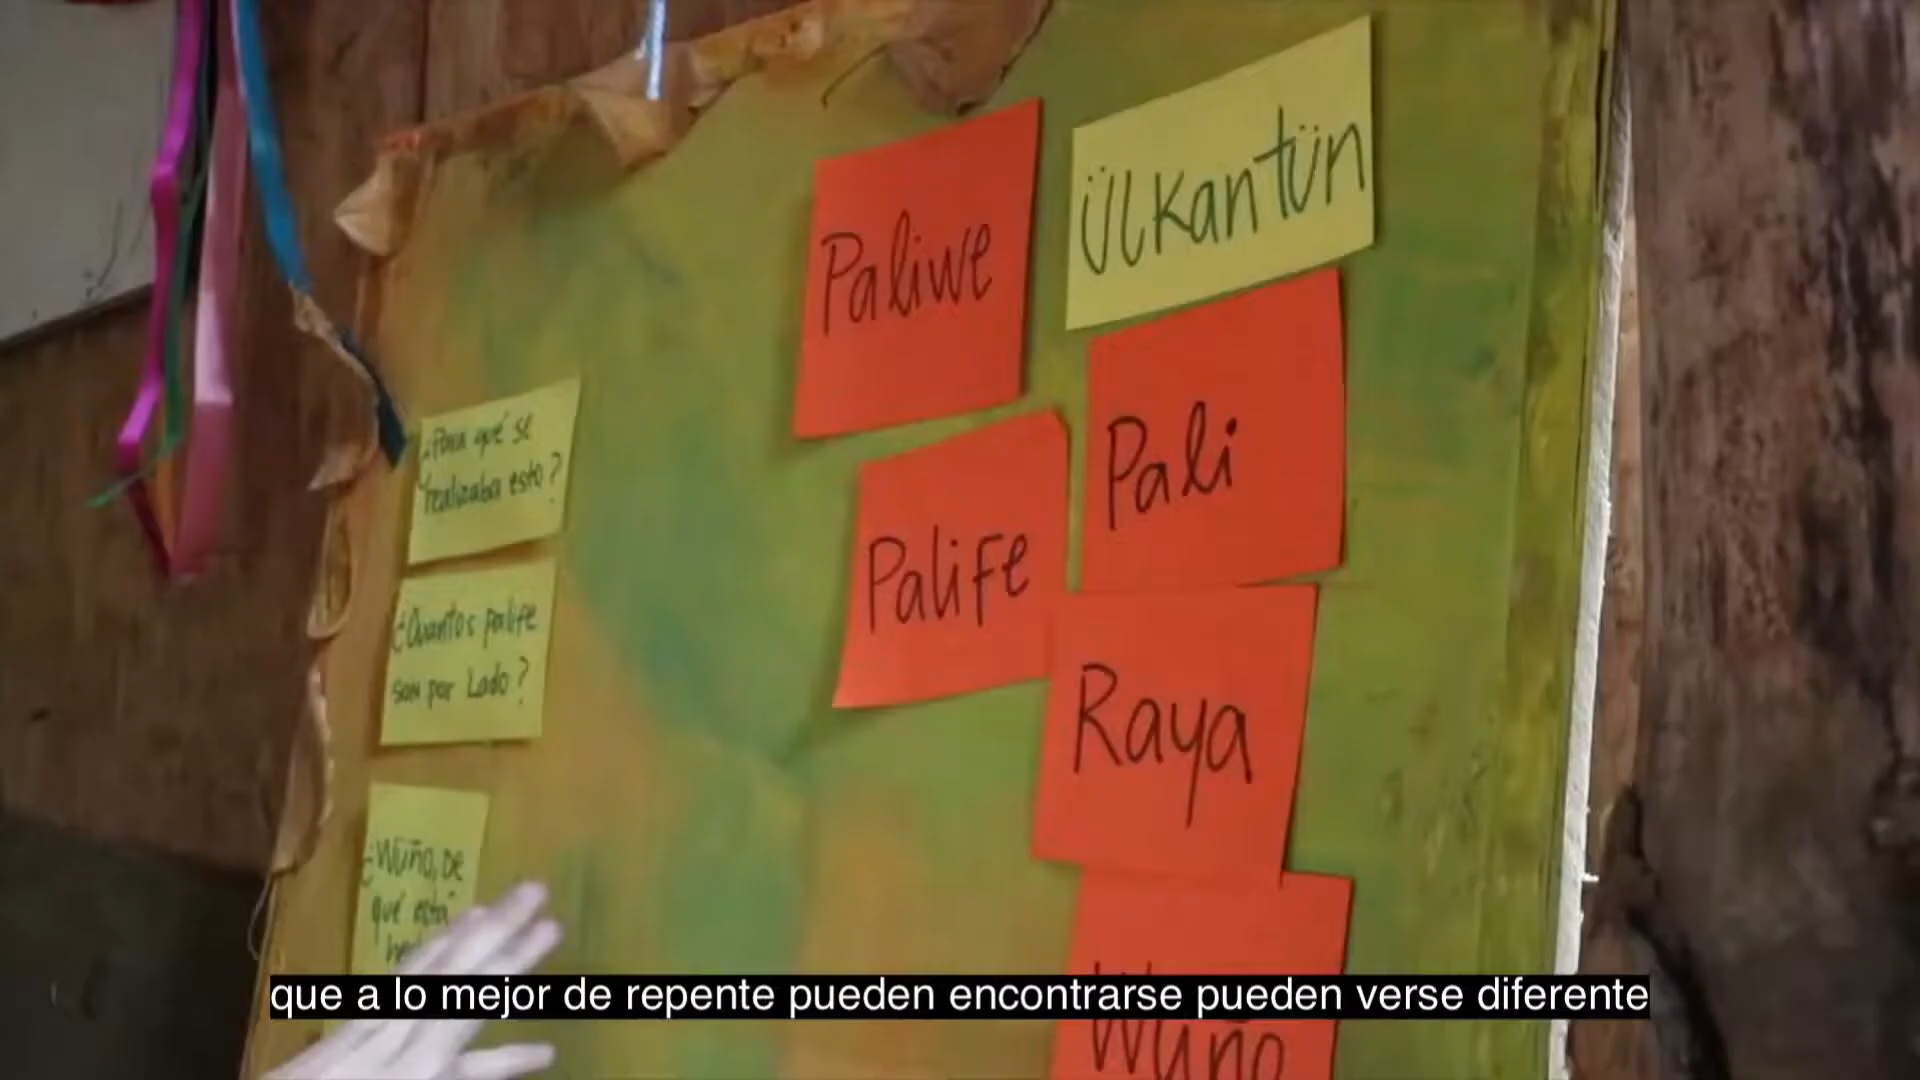 ÜLKantün
Paliwe
Pali
PaliFe
Raya
Wüño
¿Para qué se
realizaba esto?
¿Cuantos palife
son por Lado?
¿Wüño, De
qué está
que a lo mejor de repente pueden encontrarse pueden verse diferente